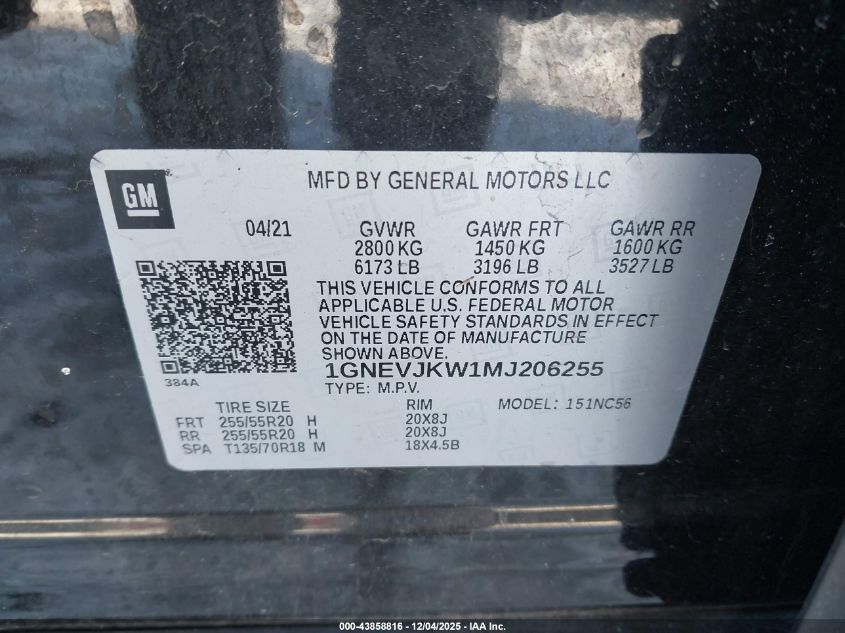 GM
MFD BY GENERAL MOTORS LLC
04/21 GVWR GAWR FRT GAWR RR
2800 KG 1450 KG 1600 KG
6173 LB 3196 LB 3527 LB
THIS VEHICLE CONFORMS TO ALL
APPLICABLE U.S. FEDERAL MOTOR
VEHICLE SAFETY STANDARDS IN EFFECT
ON THE DATE OF MANUFACTURE
SHOWN ABOVE.
384A
1GNEVJKW1MJ206255
TYPE: M.P.V.
TIRE SIZE RIM MODEL: 151NC56
FRT 255/55R20 H 20X8J
RR 255/55R20 H 20X8J
SPA T135/70R18 M 18X4.5B
000-43858816 - 12/04/2025 - IAA Inc.